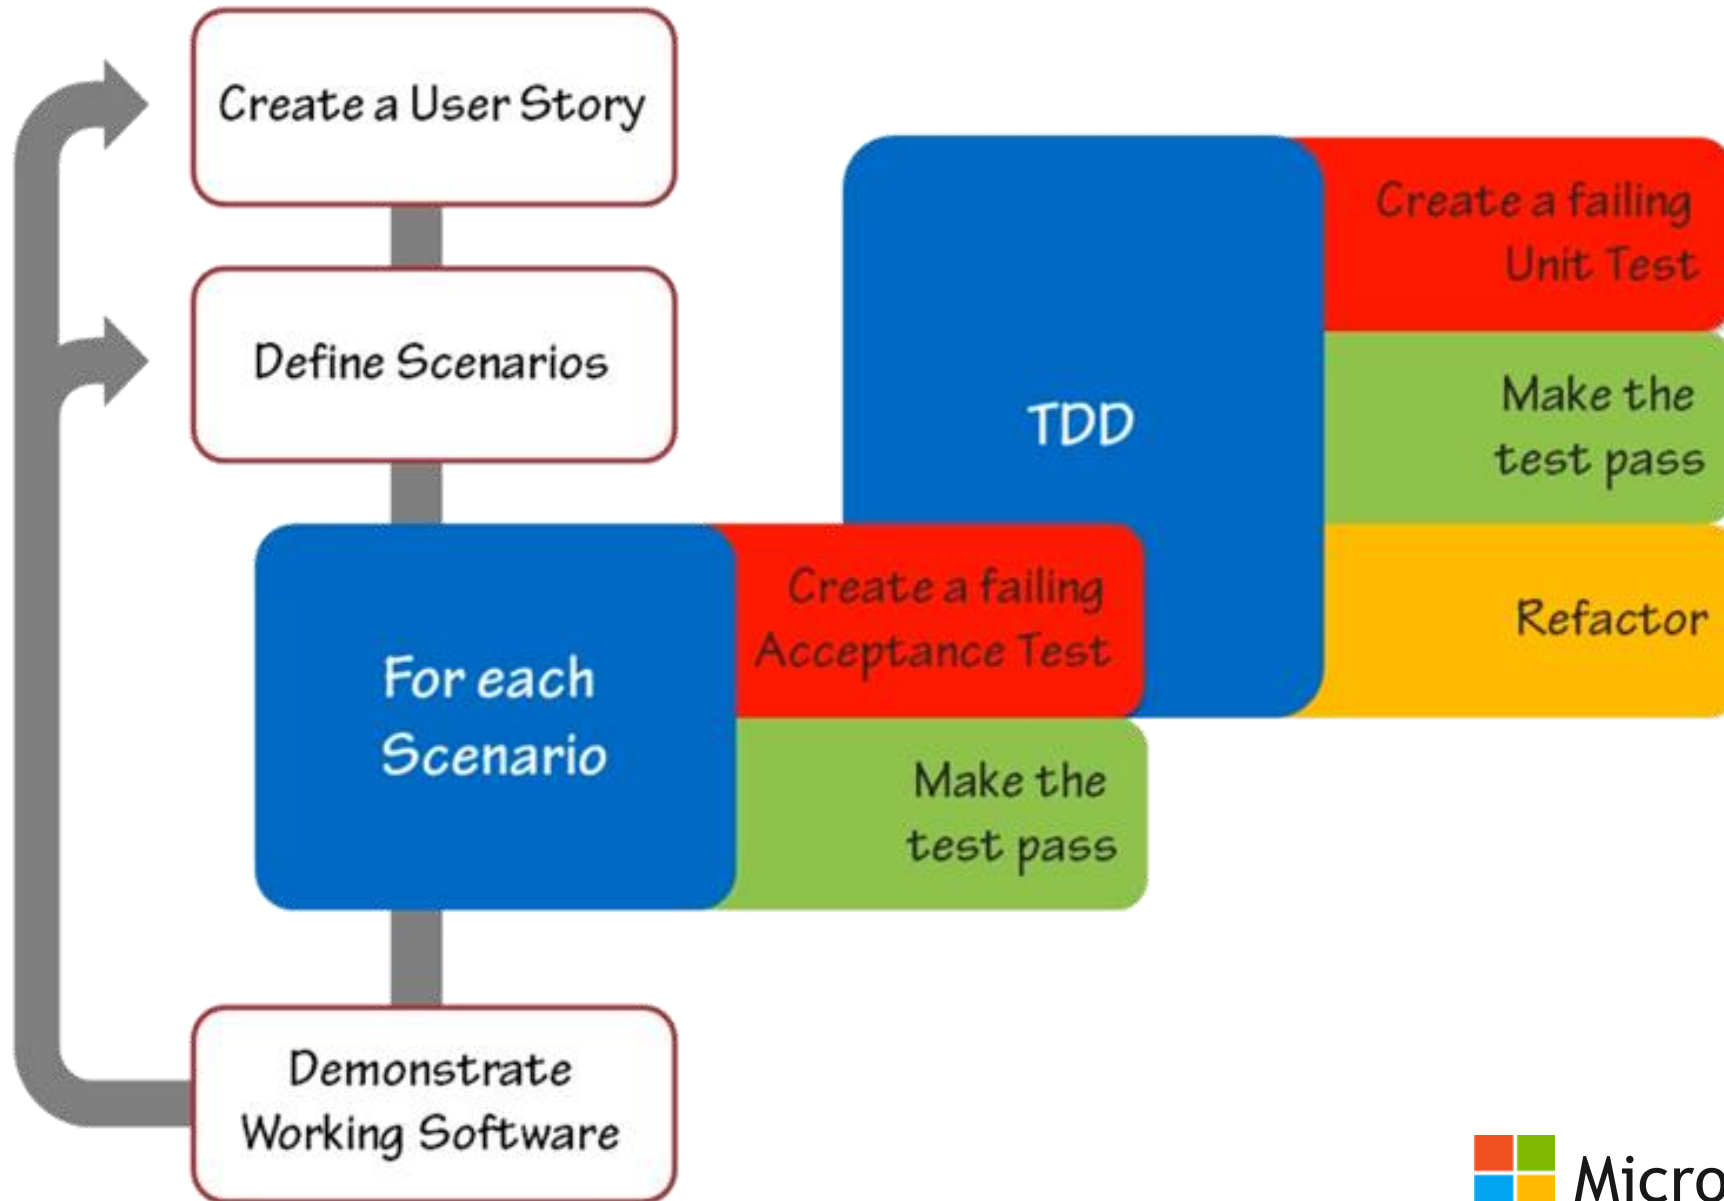 Create a User Story
Define Scenarios
For each
Scenario
Create a failing
Acceptance Test
Make the
test pass
TDD
Create a failing
Unit Test
Make the
test pass
Refactor
Demonstrate
Working Software
Micro